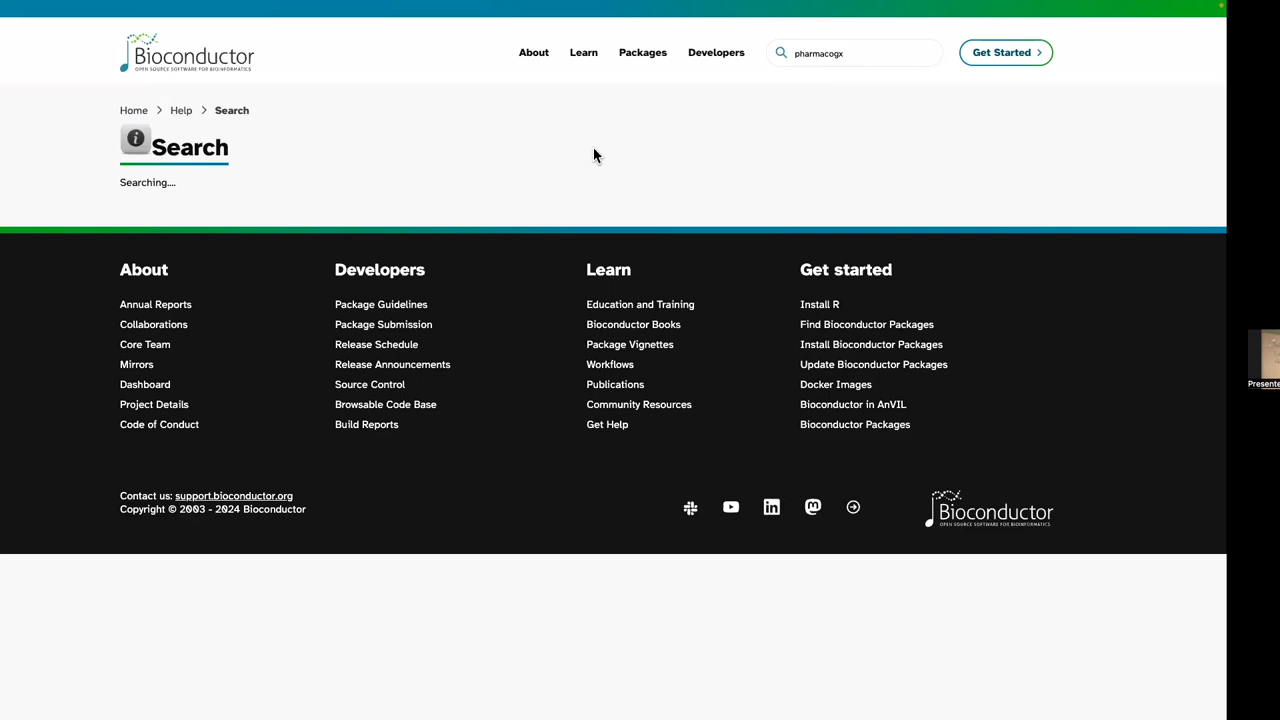 Bioconductor
OPEN SOURCE SOFTWARE FOR BIOINFORMATICS
About
Learn
Packages
Developers
pharmacogx
Get Started
Home
Help
Search
Search
Searching....
About
Annual Reports
Collaborations
Core Team
Mirrors
Dashboard
Project Details
Code of Conduct
Developers
Package Guidelines
Package Submission
Release Schedule
Release Announcements
Source Control
Browsable Code Base
Build Reports
Learn
Education and Training
Bioconductor Books
Package Vignettes
Workflows
Publications
Community Resources
Get Help
Get started
Install R
Find Bioconductor Packages
Install Bioconductor Packages
Update Bioconductor Packages
Docker Images
Bioconductor in AnVIL
Bioconductor Packages
Contact us: support.bioconductor.org
Copyright © 2003 - 2024 Bioconductor
Bioconductor
OPEN SOURCE SOFTWARE FOR BIOINFORMATICS
Presente